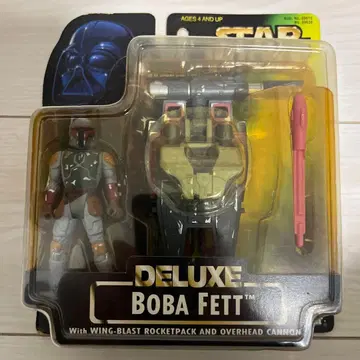 AGES 4 AND UP
STAR
DELUXE
BOBA FETT™
With WING-BLAST ROCKETPACK AND OVERHEAD CANNON